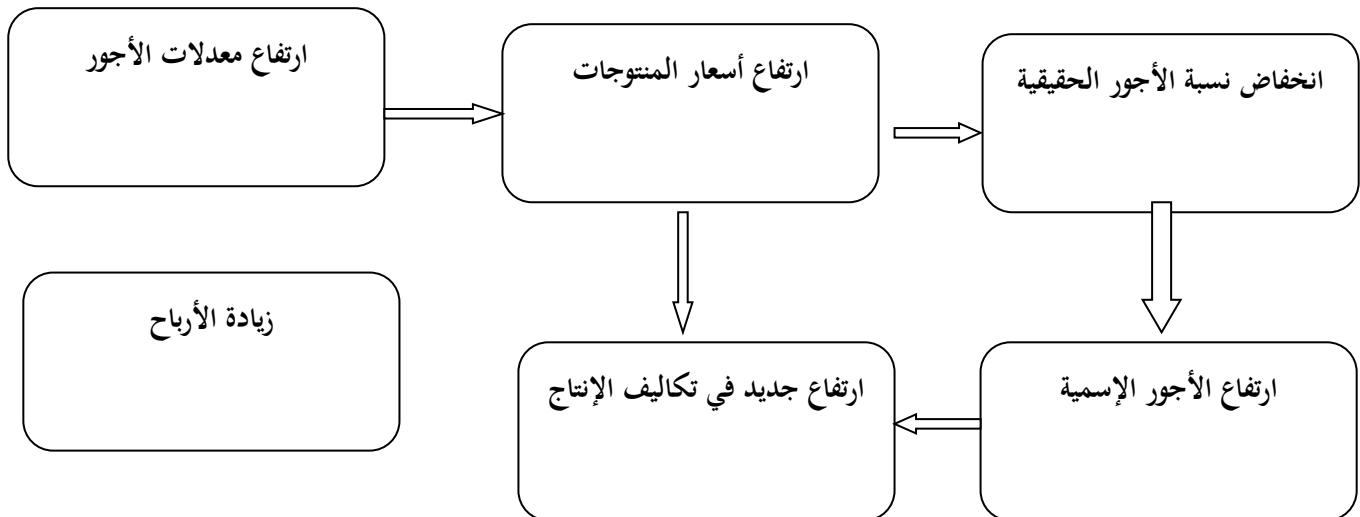 ارتفاع معدلات الأجور
ارتفاع أسعار المنتوجات
انخفاض نسبة الأجور الحقيقية
زيادة الأرباح
ارتفاع جديد في تكاليف الإنتاج
ارتفاع الأجور الإسمية